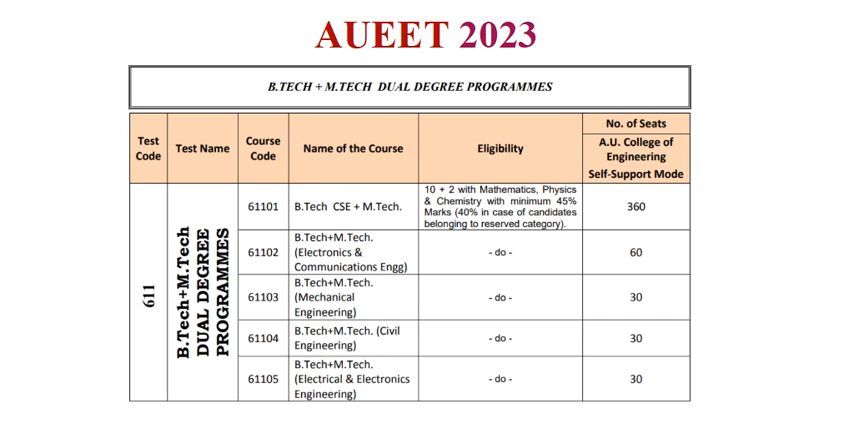 AUEET 2023
B.TECH + M.TECH DUAL DEGREE PROGRAMMES
Test Code
Test Name
Course Code
Name of the Course
Eligibility
No. of Seats
A.U. College of
Engineering
Self-Support Mode
611
B.Tech+M.Tech
DUAL DEGREE
PROGRAMMES
61101
B.Tech CSE + M.Tech.
10 + 2 with Mathematics, Physics
& Chemistry with minimum 45%
Marks (40% in case of candidates
belonging to reserved category).
360
61102
B.Tech+M.Tech.
(Electronics &
Communications Engg)
- do -
60
61103
B.Tech+M.Tech.
(Mechanical
Engineering)
- do -
30
61104
B.Tech+M.Tech. (Civil
Engineering)
- do -
30
61105
B.Tech+M.Tech.
(Electrical & Electronics
Engineering)
- do -
30